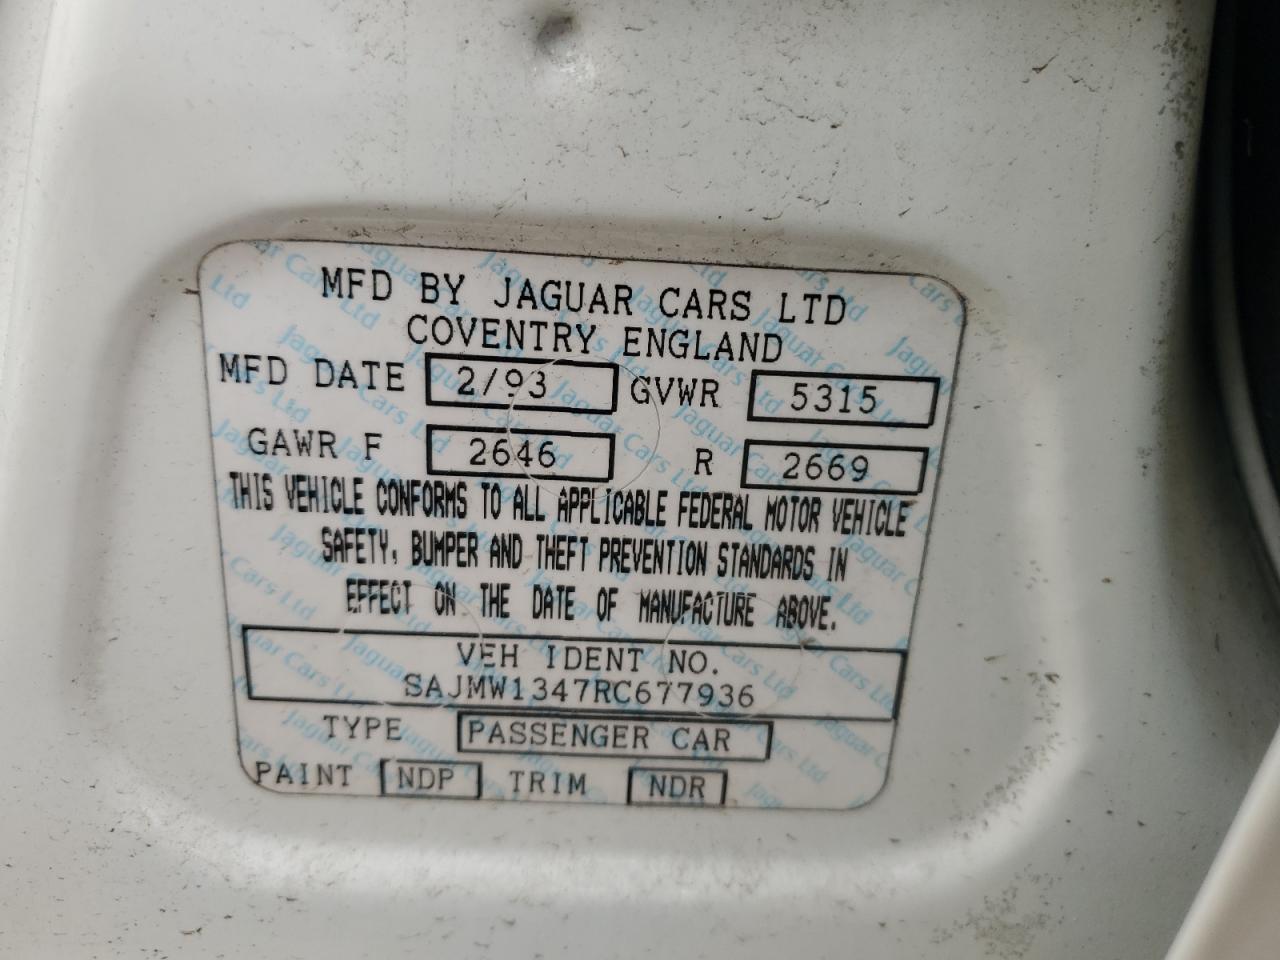 MFD BY JAGUAR CARS LTD
COVENTRY ENGLAND
MFD DATE 2/93 GVWR 5315
GAWR F 2646 R 2669
THIS VEHICLE CONFORMS TO ALL APPLICABLE FEDERAL MOTOR VEHICLE
SAFETY, BUMPER AND THEFT PREVENTION STANDARDS IN
EFFECT ON THE DATE OF MANUFACTURE ABOVE.
VEH IDENT NO.
SAJMW1347RC677936
TYPE PASSENGER CAR
PAINT NDP TRIM NDR